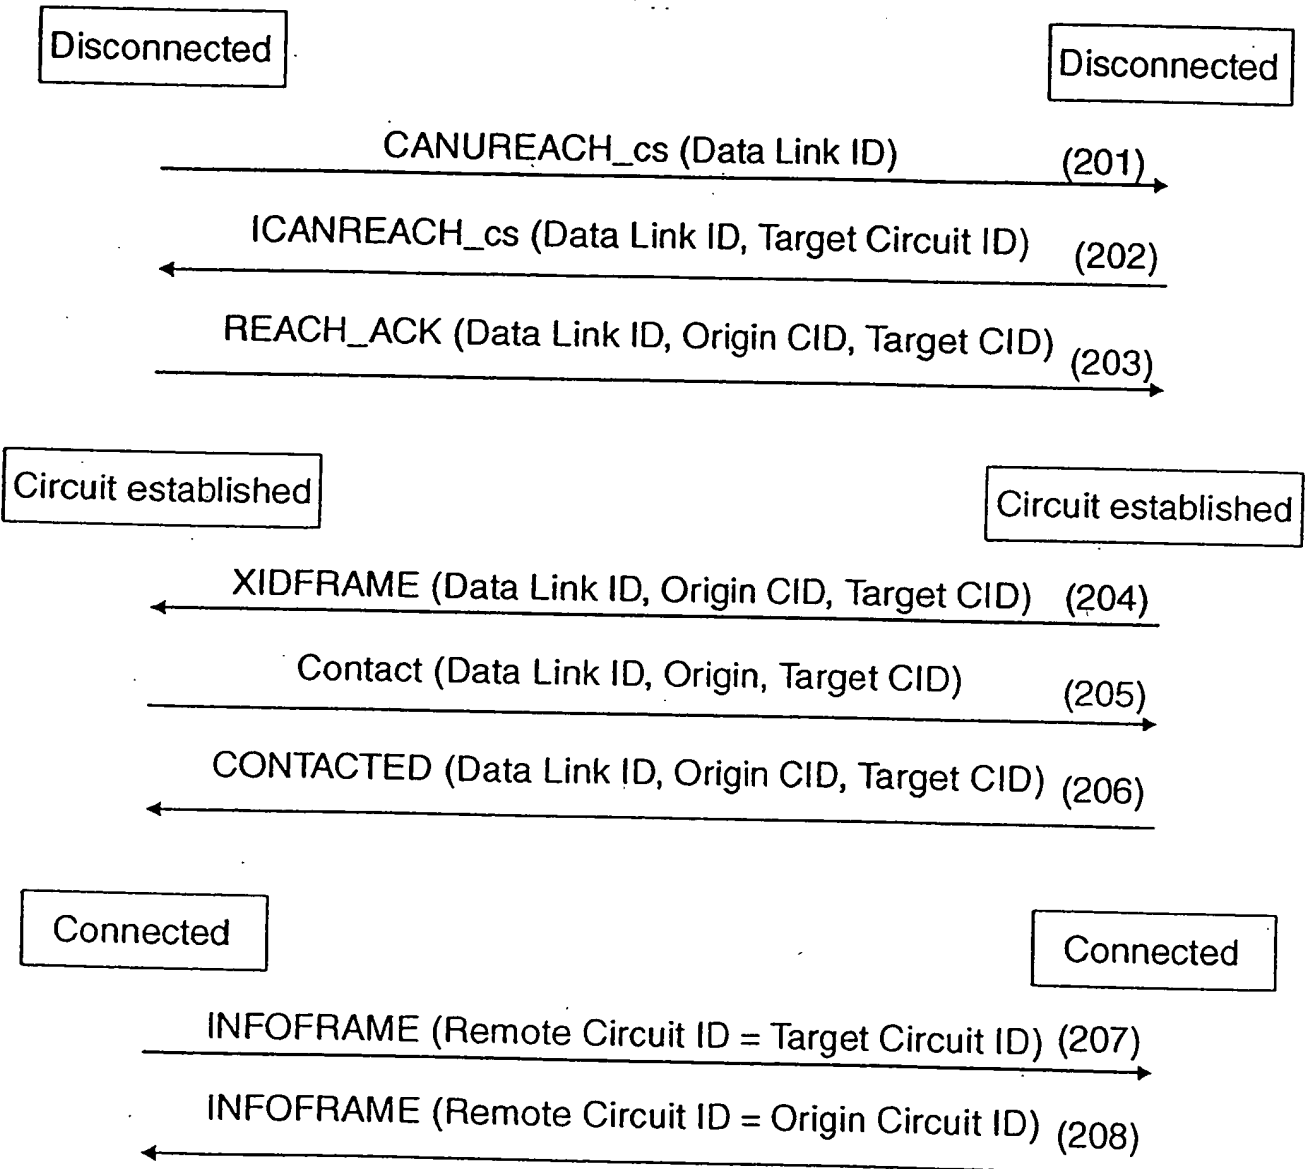 Disconnected
Disconnected
CANUREACH_cs (Data Link ID) (201)
ICANREACH_cs (Data Link ID, Target Circuit ID) (202)
REACH_ACK (Data Link ID, Origin CID, Target CID) (203)
Circuit established
Circuit established
XIDFRAME (Data Link ID, Origin CID, Target CID) (204)
Contact (Data Link ID, Origin, Target CID) (205)
CONTACTED (Data Link ID, Origin CID, Target CID) (206)
Connected
Connected
INFOFRAME (Remote Circuit ID = Target Circuit ID) (207)
INFOFRAME (Remote Circuit ID = Origin Circuit ID) (208)